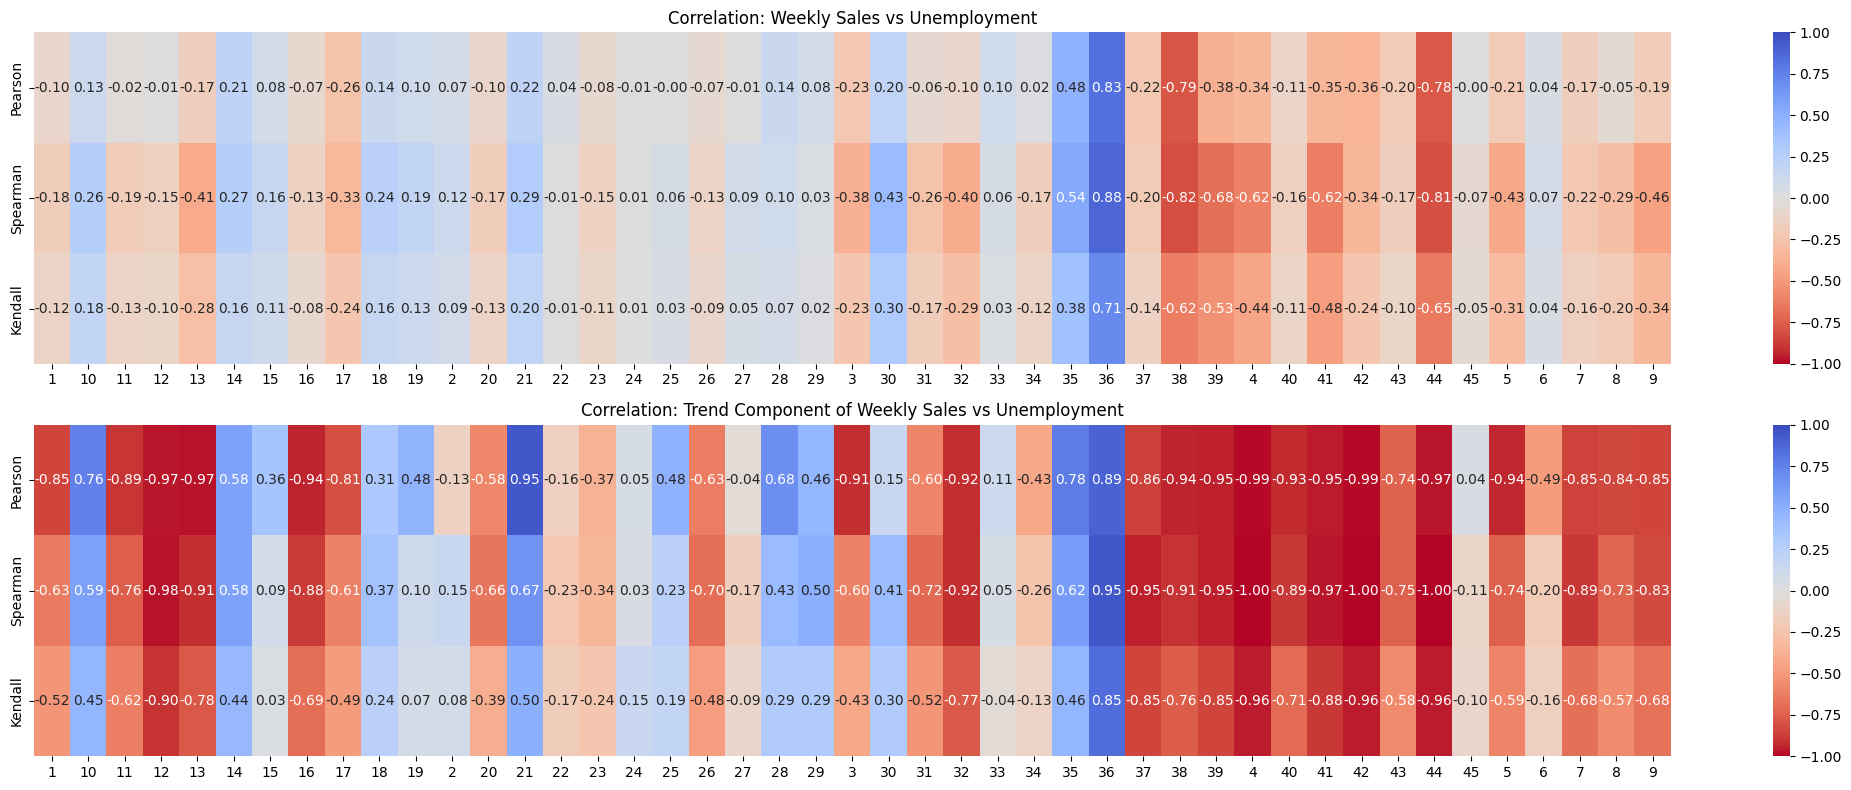 Correlation: Weekly Sales vs Unemployment
Pearson
-0.10 0.13 -0.02 -0.01 -0.17 0.21 0.08 -0.07 -0.26 0.14 0.10 0.07 -0.10 0.22 0.04 -0.08 -0.01 -0.00 -0.07 -0.01 0.14 0.08 -0.23 0.20 -0.06 -0.10 0.10 0.02 0.48 0.83 -0.22 -0.79 -0.38 -0.34 -0.11 -0.35 -0.36 -0.20 -0.78 -0.00 -0.21 0.04 -0.17 -0.05 -0.19
Spearman
-0.18 0.26 -0.19 -0.15 -0.41 0.27 0.16 -0.13 -0.33 0.24 0.19 0.12 -0.17 0.29 -0.01 -0.15 0.01 0.06 -0.13 0.09 0.10 0.03 -0.38 0.43 -0.26 -0.40 0.06 -0.17 0.54 0.88 -0.20 -0.82 -0.68 -0.62 -0.16 -0.62 -0.34 -0.17 -0.81 -0.07 -0.43 0.07 -0.22 -0.29 -0.46
Kendall
-0.12 0.18 -0.13 -0.10 -0.28 0.16 0.11 -0.08 -0.24 0.16 0.13 0.09 -0.13 0.20 -0.01 -0.11 0.01 0.03 -0.09 0.05 0.07 0.02 -0.23 0.30 -0.17 -0.29 0.03 -0.12 0.38 0.71 -0.14 -0.62 -0.53 -0.44 -0.11 -0.48 -0.24 -0.10 -0.65 -0.05 -0.31 0.04 -0.16 -0.20 -0.34
1 10 11 12 13 14 15 16 17 18 19 2 20 21 22 23 24 25 26 27 28 29 3 30 31 32 33 34 35 36 37 38 39 4 40 41 42 43 44 45 5 6 7 8 9
1.00
0.75
0.50
0.25
0.00
−0.25
−0.50
−0.75
−1.00
Correlation: Trend Component of Weekly Sales vs Unemployment
Pearson
-0.85 0.76 -0.89 -0.97 -0.97 0.58 0.36 -0.94 -0.81 0.31 0.48 -0.13 -0.58 0.95 -0.16 -0.37 0.05 0.48 -0.63 -0.04 0.68 0.46 -0.91 0.15 -0.60 -0.92 0.11 -0.43 0.78 0.89 -0.86 -0.94 -0.95 -0.99 -0.93 -0.95 -0.99 -0.74 -0.97 0.04 -0.94 -0.49 -0.85 -0.84 -0.85
Spearman
-0.63 0.59 -0.76 -0.98 -0.91 0.58 0.09 -0.88 -0.61 0.37 0.10 0.15 -0.66 0.67 -0.23 -0.34 0.03 0.23 -0.70 -0.17 0.43 0.50 -0.60 0.41 -0.72 -0.92 0.05 -0.26 0.62 0.95 -0.95 -0.91 -0.95 -1.00 -0.89 -0.97 -1.00 -0.75 -1.00 -0.11 -0.74 -0.20 -0.89 -0.73 -0.83
Kendall
-0.52 0.45 -0.62 -0.90 -0.78 0.44 0.03 -0.69 -0.49 0.24 0.07 0.08 -0.39 0.50 -0.17 -0.24 0.15 0.19 -0.48 -0.09 0.29 0.29 -0.43 0.30 -0.52 -0.77 -0.04 -0.13 0.46 0.85 -0.85 -0.76 -0.85 -0.96 -0.71 -0.88 -0.96 -0.58 -0.96 -0.10 -0.59 -0.16 -0.68 -0.57 -0.68
1 10 11 12 13 14 15 16 17 18 19 2 20 21 22 23 24 25 26 27 28 29 3 30 31 32 33 34 35 36 37 38 39 4 40 41 42 43 44 45 5 6 7 8 9
1.00
0.75
0.50
0.25
0.00
−0.25
−0.50
−0.75
−1.00